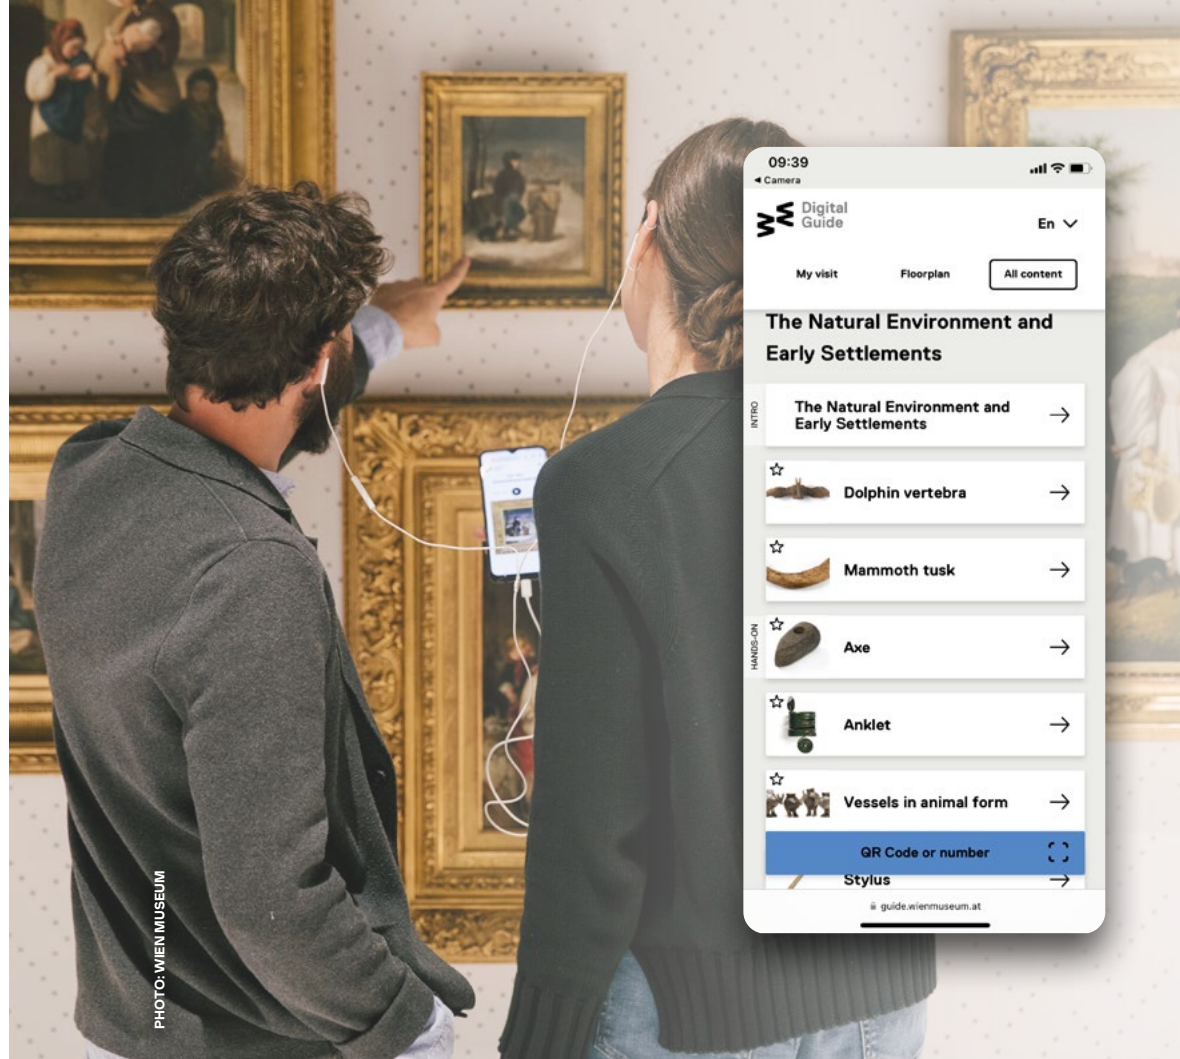 09:39
Camera
Digital
Guide
En
My visit
Floorplan
All content
The Natural Environment and
Early Settlements
INTRO
The Natural Environment and
Early Settlements
Dolphin vertebra
Mammoth tusk
HANDS-ON
Axe
Anklet
Vessels in animal form
QR Code or number
Stylus
guide.wienmuseum.at
PHOTO: WIEN MUSEUM